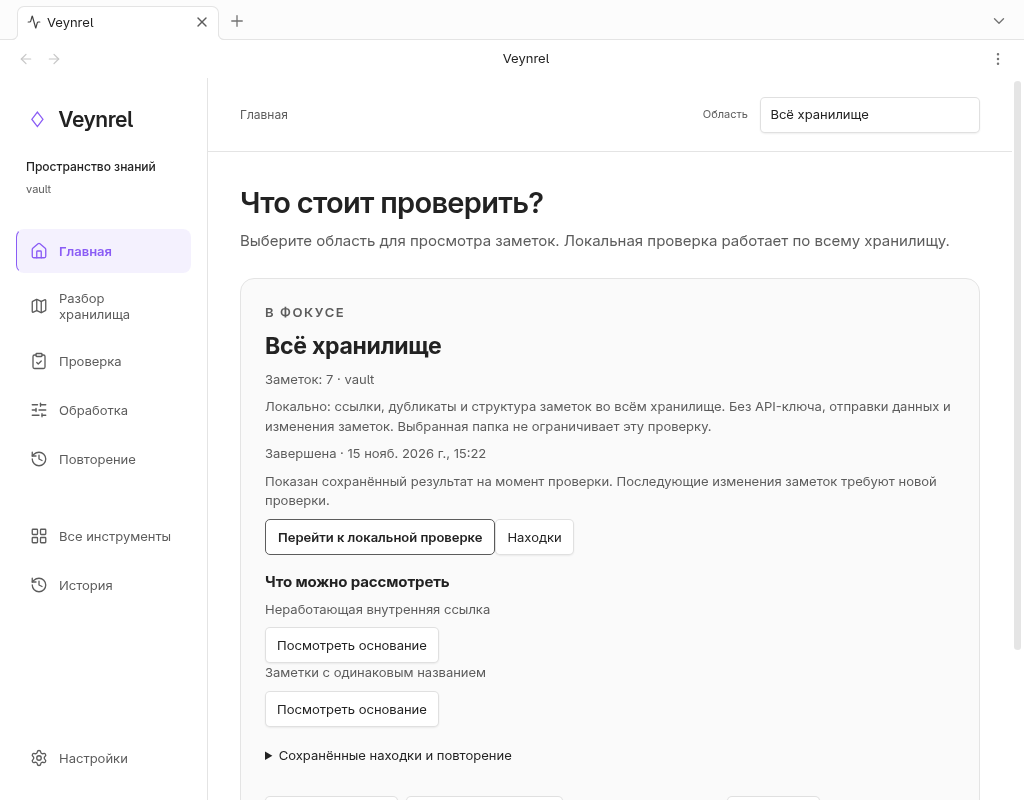 Veynrel
Veynrel
Veynrel
Пространство знаний
vault
Главная
Разбор
хранилища
Проверка
Обработка
Повторение
Все инструменты
История
Настройки
Главная
Область
Всё хранилище
Что стоит проверить?
Выберите область для просмотра заметок. Локальная проверка работает по всему хранилищу.
В ФОКУСЕ
Всё хранилище
Заметок: 7 · vault
Локально: ссылки, дубликаты и структура заметок во всём хранилище. Без API-ключа, отправки данных и
изменения заметок. Выбранная папка не ограничивает эту проверку.
Завершена · 15 нояб. 2026 г., 15:22
Показан сохранённый результат на момент проверки. Последующие изменения заметок требуют новой
проверки.
Перейти к локальной проверке
Находки
Что можно рассмотреть
Неработающая внутренняя ссылка
Посмотреть основание
Заметки с одинаковым названием
Посмотреть основание
Сохранённые находки и повторение